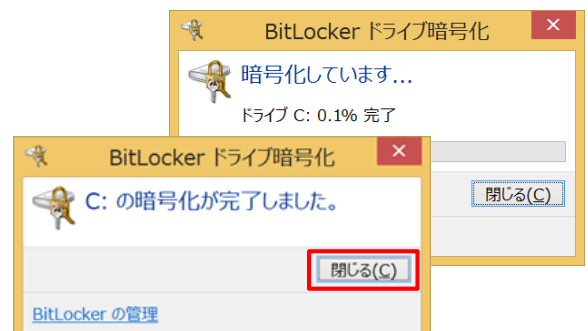 BitLocker ドライブ暗号化
暗号化しています...
ドライブ C: 0.1% 完了
閉じる(C)
BitLocker ドライブ暗号化
C: の暗号化が完了しました。
閉じる(C)
BitLocker の管理